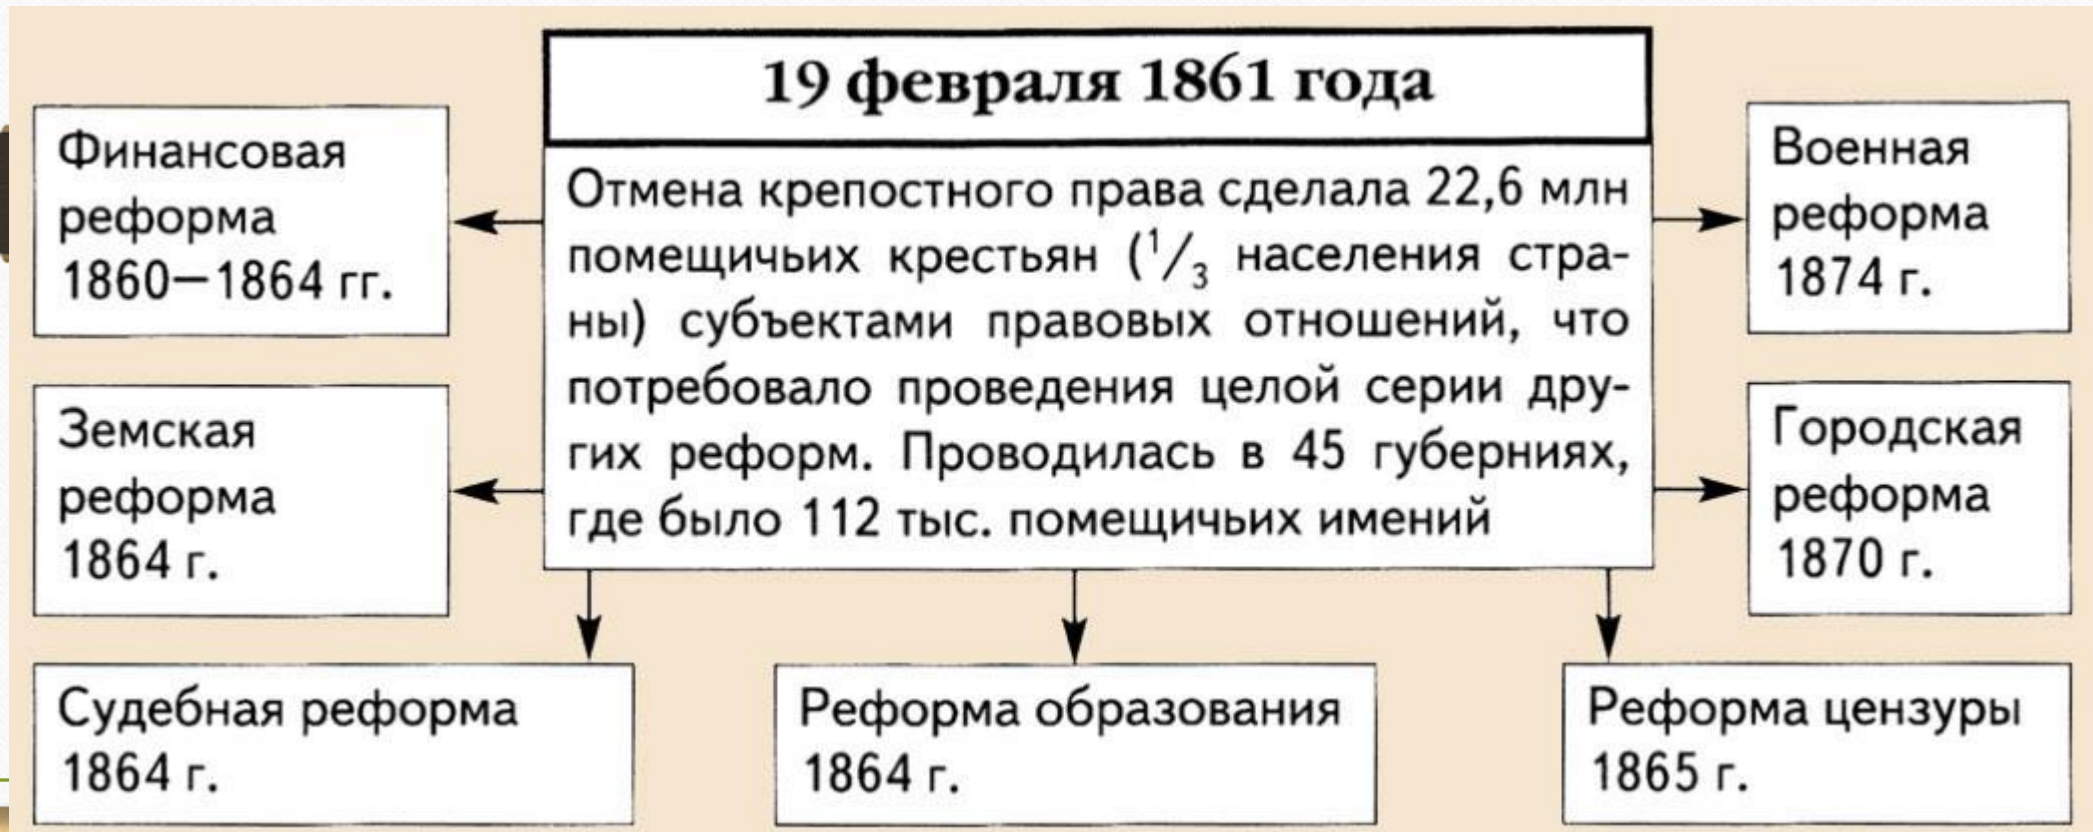 19 февраля 1861 года
Отмена крепостного права сделала 22,6 млн
помещичьих крестьян (1/3 населения стра-
ны) субъектами правовых отношений, что
потребовало проведения целой серии дру-
гих реформ. Проводилась в 45 губерниях,
где было 112 тыс. помещичьих имений
Финансовая
реформа
1860—1864 гг.
Земская
реформа
1864 г.
Военная
реформа
1874 г.
Городская
реформа
1870 г.
Судебная реформа
1864 г.
Реформа образования
1864 г.
Реформа цензуры
1865 г.